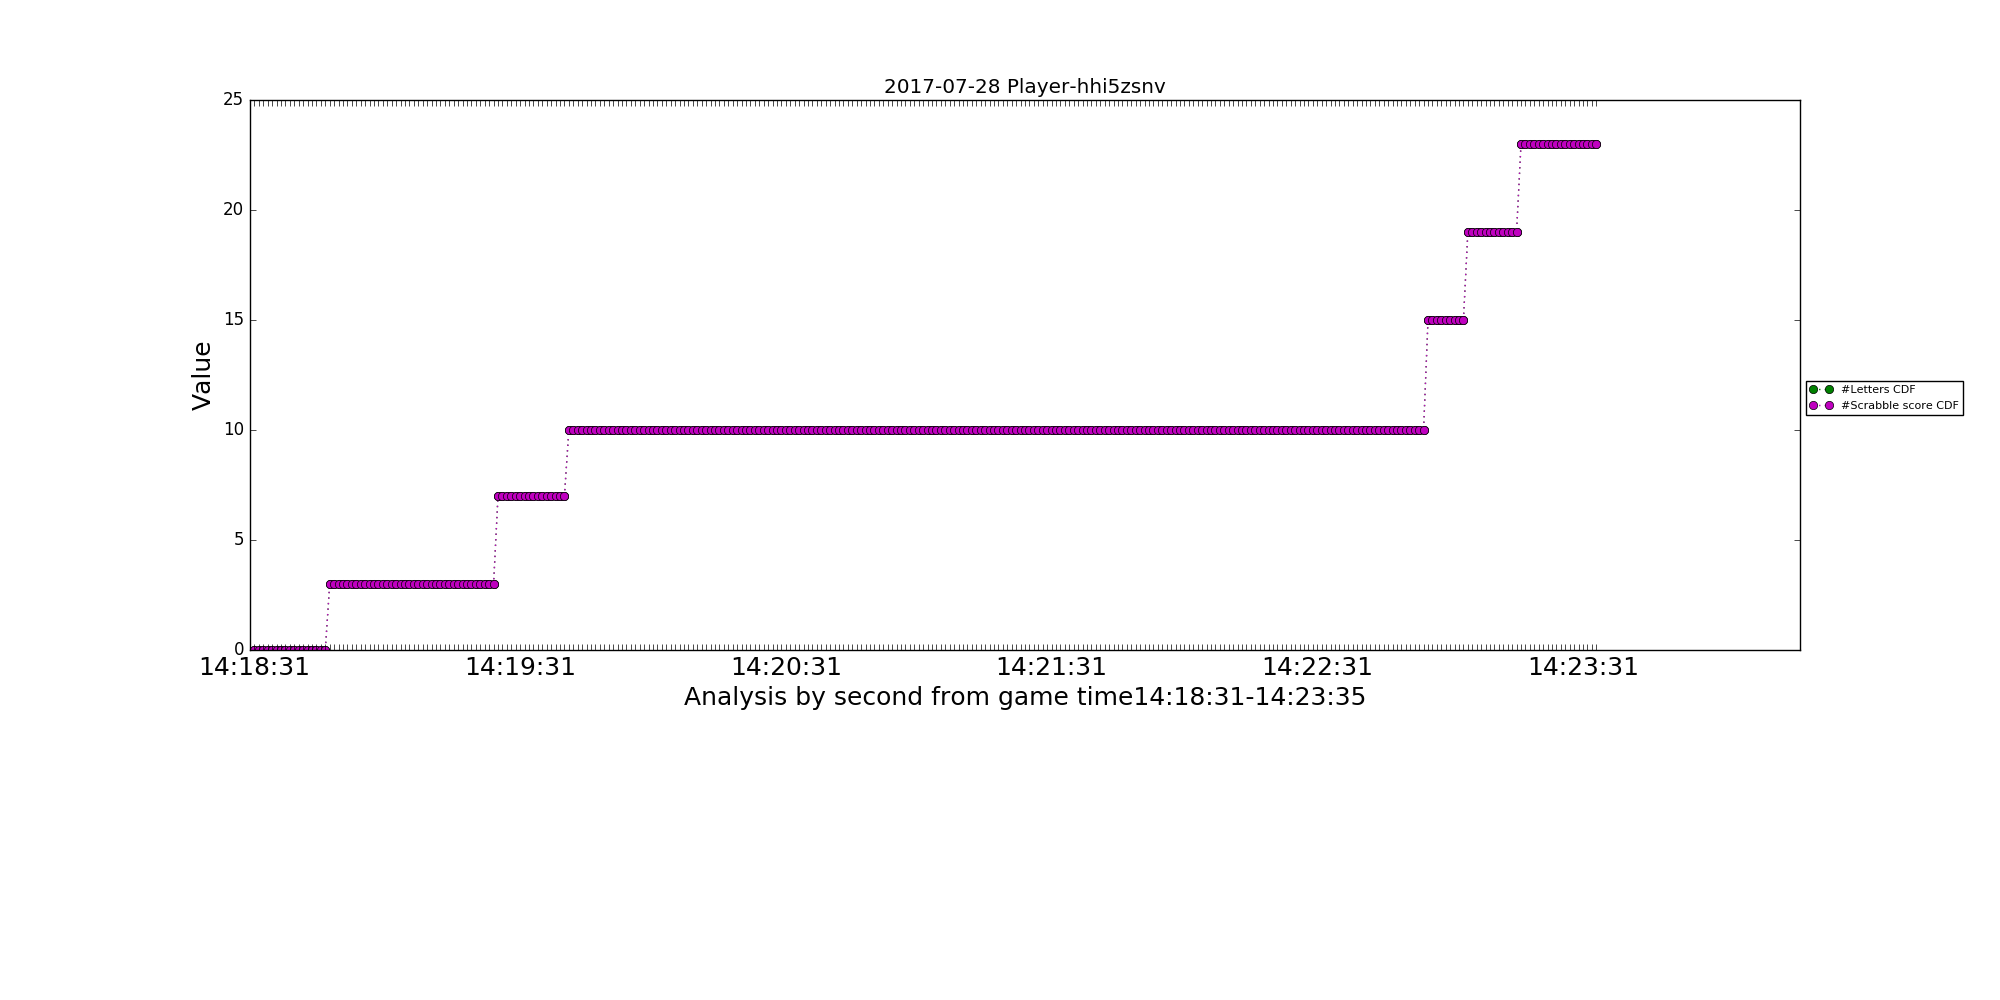 2017-07-28 Player-hhi5zsnv
25
20
15
10
5
0
Value
14:18:31 14:19:31 14:20:31 14:21:31 14:22:31 14:23:31
Analysis by second from game time14:18:31-14:23:35
#Letters CDF
#Scrabble score CDF